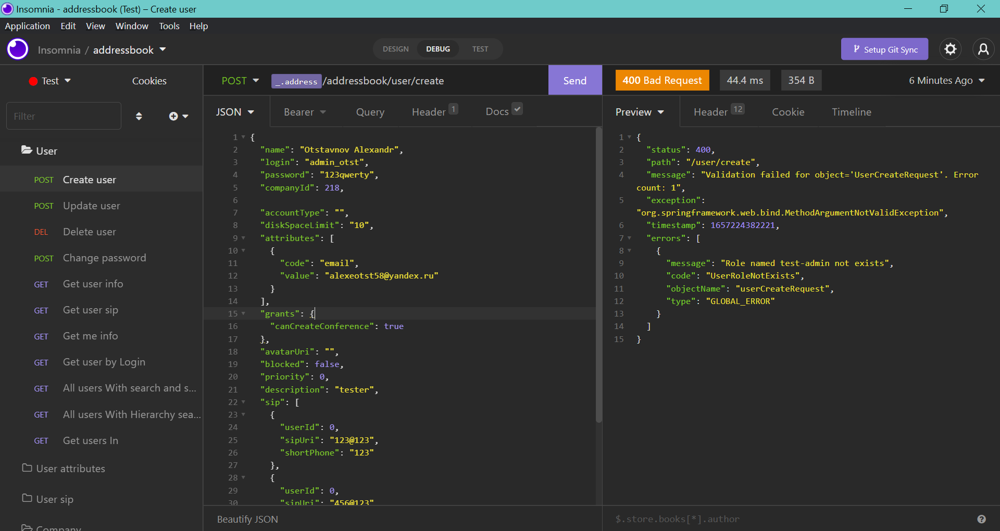 Insomnia - addressbook (Test) – Create user
Application Edit View Window Tools Help
Insomnia / addressbook
DESIGN DEBUG TEST
Setup Git Sync
Test Cookies
Filter
User
POST Create user
POST Update user
DEL Delete user
POST Change password
GET Get user info
GET Get user sip
GET Get me info
GET Get user by Login
GET All users With search and s...
GET All users With Hierarchy sea...
GET Get users In
User attributes
User sip
Company
POST _.address /addressbook/user/create Send
JSON Bearer Query Header 1 Docs
1 {
2 "name": "Otstavnov Alexandr",
3 "login": "admin_otst",
4 "password": "123qwerty",
5 "companyId": 218,
6
7 "accountType": "",
8 "diskSpaceLimit": "10",
9 "attributes": [
10 {
11 "code": "email",
12 "value": "alexeotst58@yandex.ru"
13 }
14 ],
15 "grants": {
16 "canCreateConference": true
17 },
18 "avatarUri": "",
19 "blocked": false,
20 "priority": 0,
21 "description": "tester",
22 "sip": [
23 {
24 "userId": 0,
25 "sipUri": "123@123",
26 "shortPhone": "123"
27 },
28 {
29 "userId": 0,
30 "sipUri": "456@123"
Beautify JSON
400 Bad Request 44.4 ms 354 B 6 Minutes Ago
Preview Header 12 Cookie Timeline
1 {
2 "status": 400,
3 "path": "/user/create",
4 "message": "Validation failed for object='UserCreateRequest'. Error
count: 1",
5 "exception":
"org.springframework.web.bind.MethodArgumentNotValidException",
6 "timestamp": 1657224382221,
7 "errors": [
8 {
9 "message": "Role named test-admin not exists",
10 "code": "UserRoleNotExists",
11 "objectName": "userCreateRequest",
12 "type": "GLOBAL_ERROR"
13 }
14 ]
15 }
$.store.books[*].author